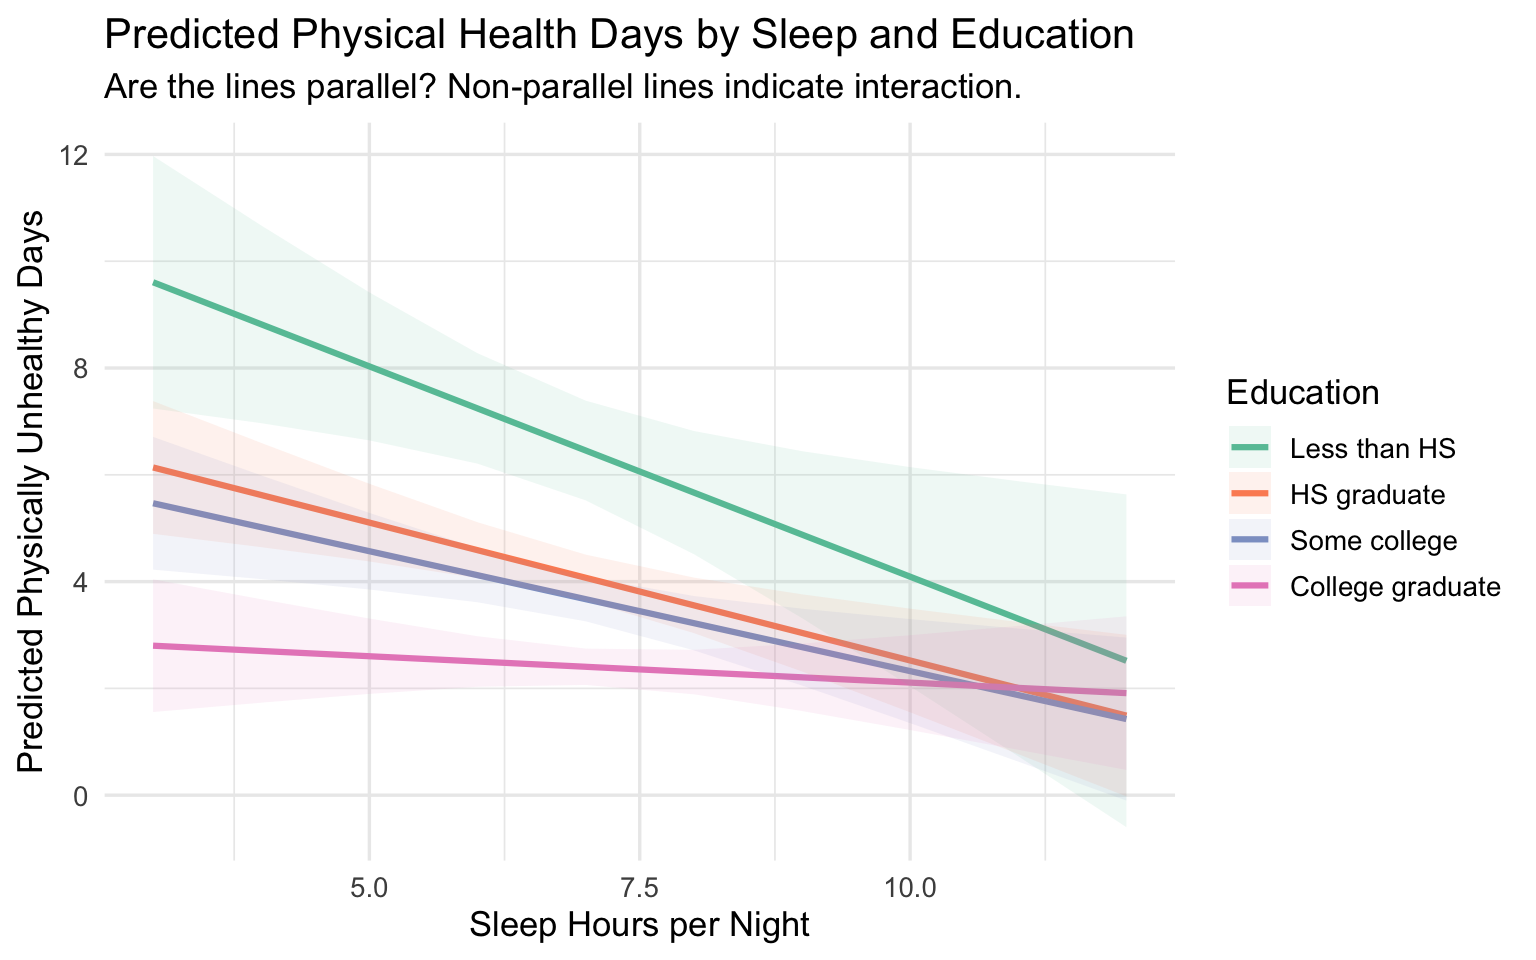 Predicted Physical Health Days by Sleep and Education
Are the lines parallel? Non-parallel lines indicate interaction.
Predicted Physically Unhealthy Days
12
8
4
0
5.0
7.5
10.0
Sleep Hours per Night
Education
Less than HS
HS graduate
Some college
College graduate